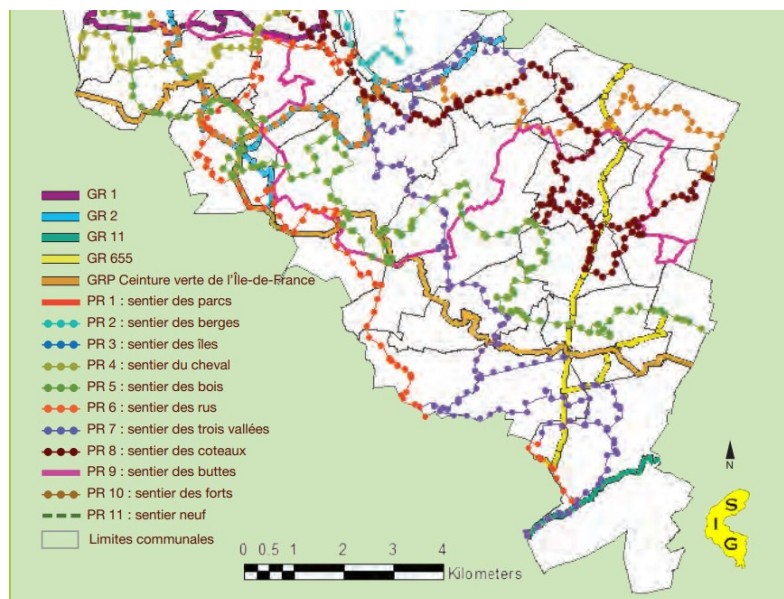 GR 1
GR 2
GR 11
GR 655
GRP Ceinture verte de l'Île-de-France
PR 1 : sentier des parcs
PR 2 : sentier des berges
PR 3 : sentier des îles
PR 4 : sentier du cheval
PR 5 : sentier des bois
PR 6 : sentier des rus
PR 7 : sentier des trois vallées
PR 8 : sentier des coteaux
PR 9 : sentier des buttes
PR 10 : sentier des forts
PR 11 : sentier neuf
Limites communales
0 0.5 1 2 3 4
Kilometers
N
S
I
G